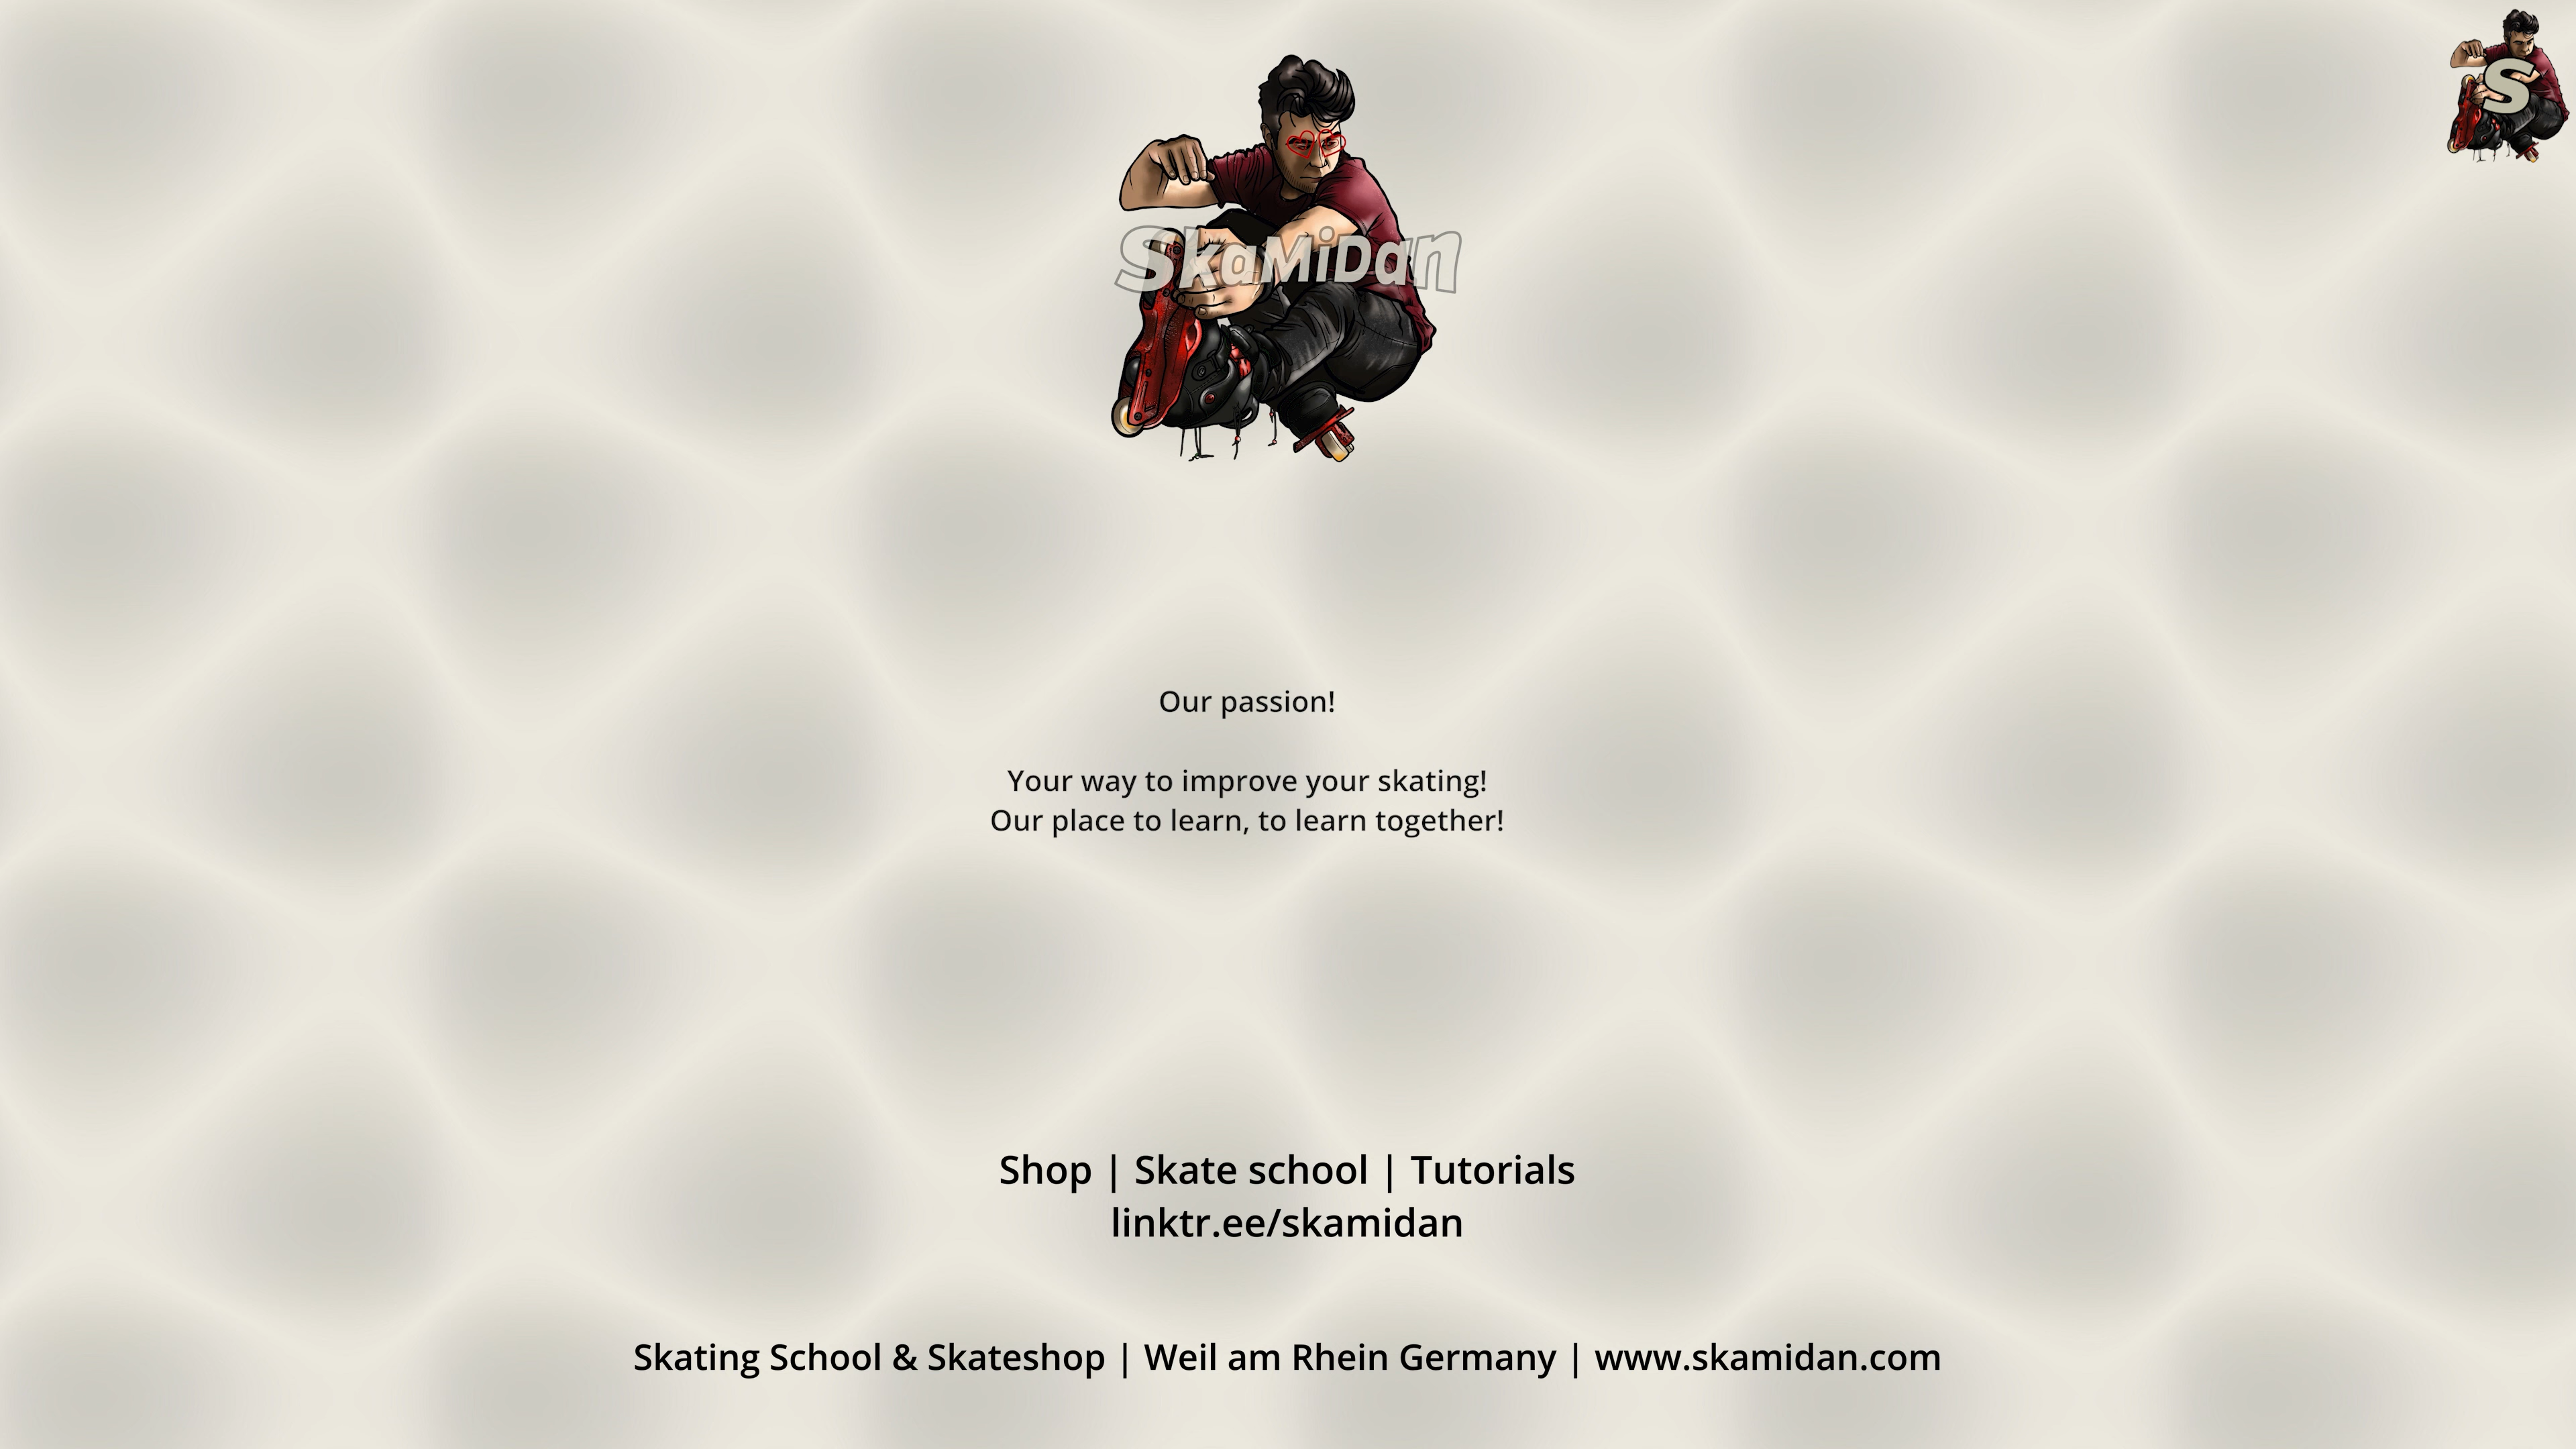 SkaMiDan
S
Our passion!
Your way to improve your skating!
Our place to learn, to learn together!
Shop | Skate school | Tutorials
linktr.ee/skamidan
Skating School & Skateshop | Weil am Rhein Germany | www.skamidan.com